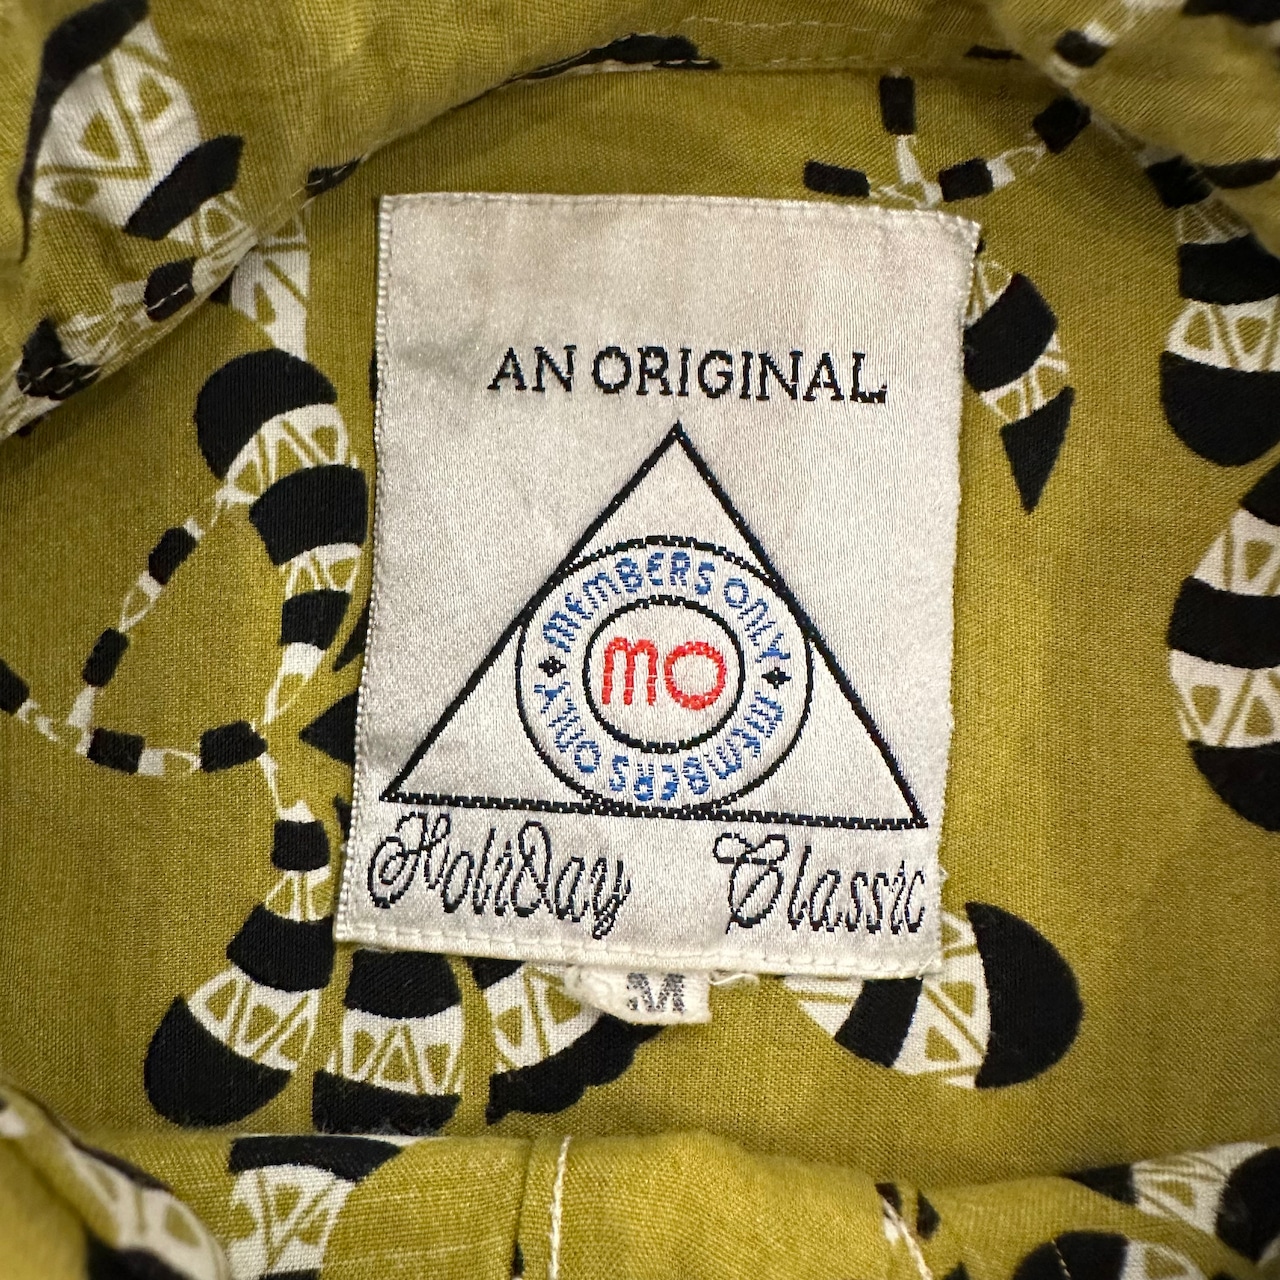 AN ORIGINAL
MEMBERS ONLY
MO
MEMBERS ONLY
HoliDay Classic
M